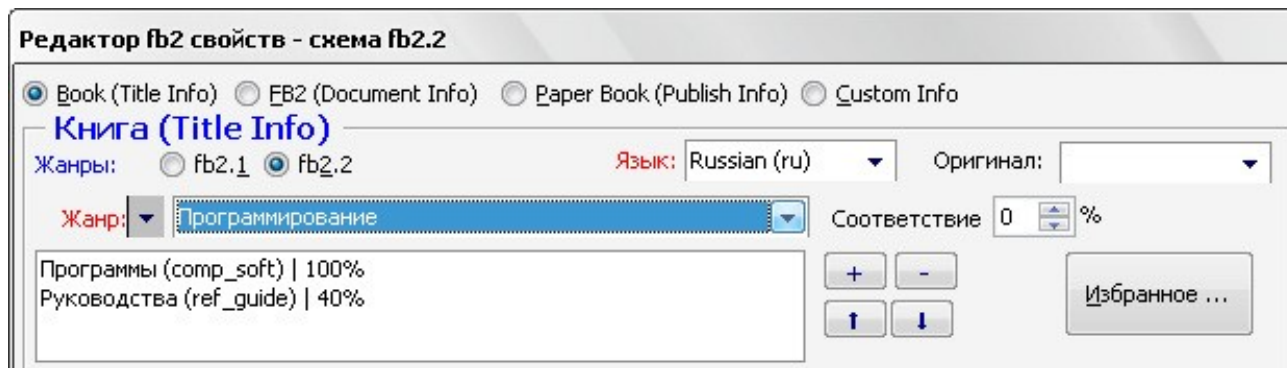 Редактор fb2 свойств - схема fb2.2
Book (Title Info) FB2 (Document Info) Paper Book (Publish Info) Custom Info
Книга (Title Info)
Жанры: fb2.1 fb2.2 Язык: Russian (ru) Оригинал:
Жанр: Программирование Соответствие 0 %
Программы (comp_soft) | 100%
Руководства (ref_guide) | 40%
+ -
Избранное ...